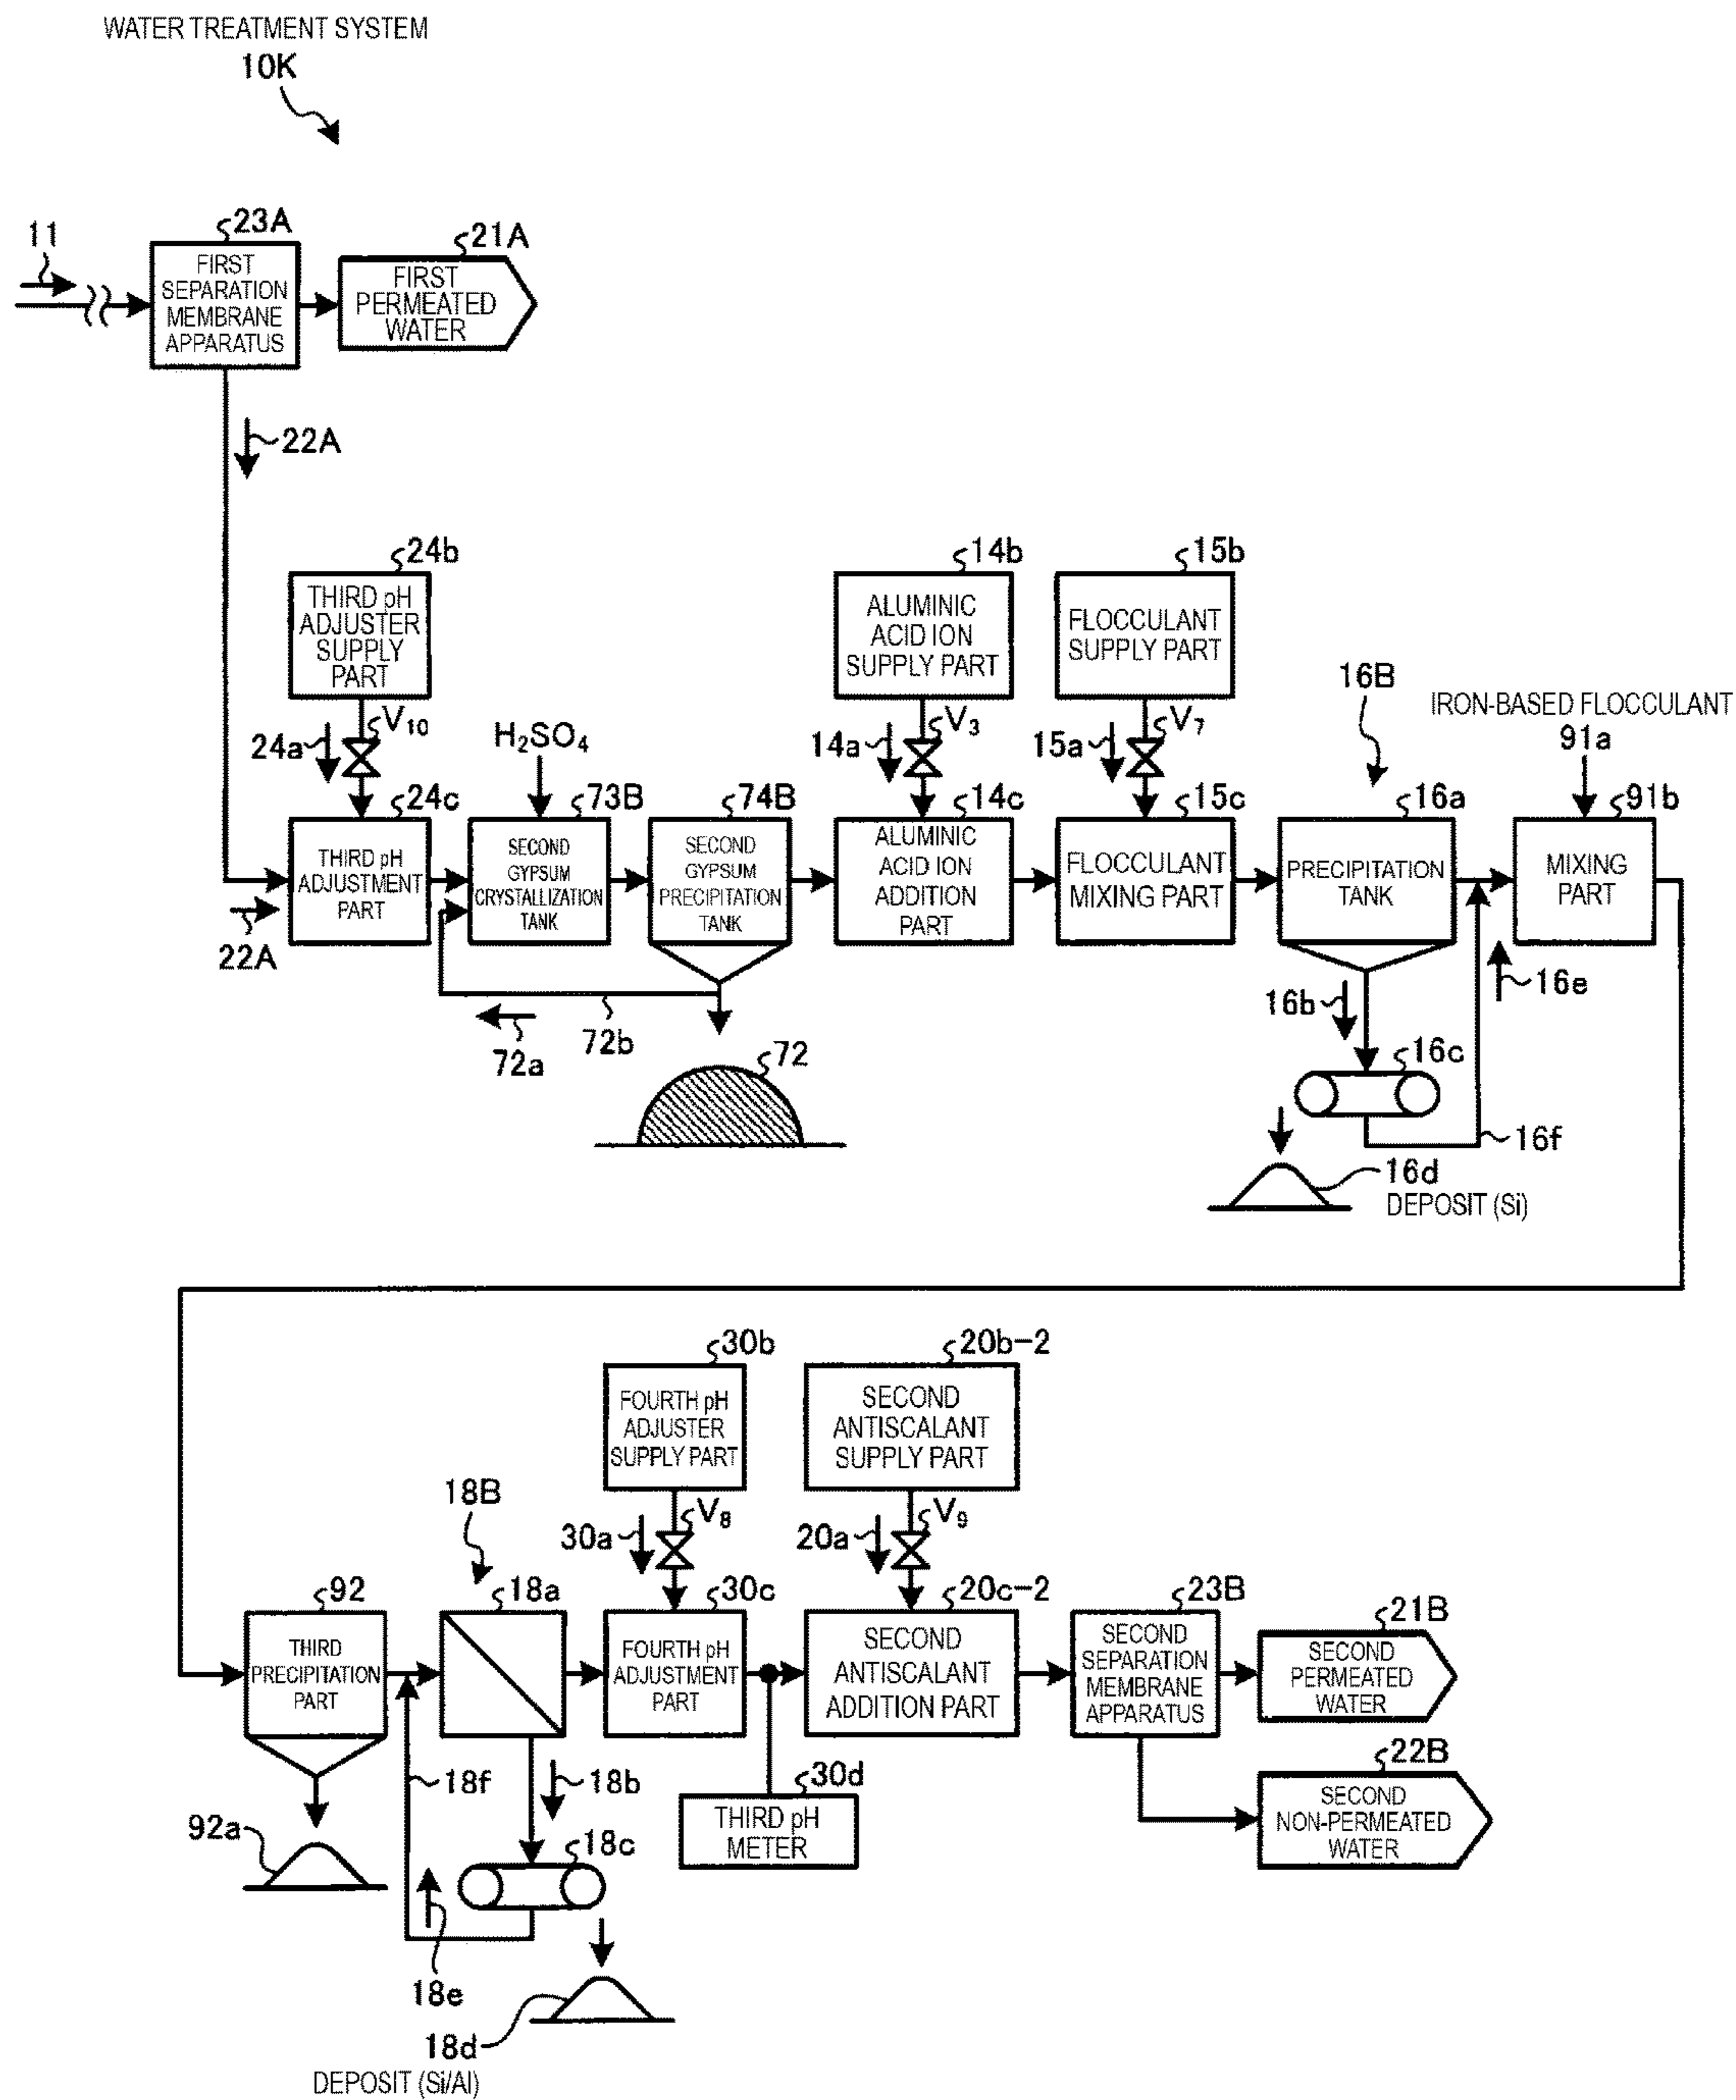 WATER TREATMENT SYSTEM
10K
11
23A
21A
FIRST
SEPARATION
MEMBRANE
APPARATUS
FIRST
PERMEATED
WATER
22A
24b
14b
15b
THIRD pH
ADJUSTER
SUPPLY
PART
ALUMINIC
ACID ION
SUPPLY PART
FLOCCULANT
SUPPLY PART
16B
IRON-BASED FLOCCULANT
91a
24a
V10
H2SO4
14a
V3
15a
V7
24c
73B
74B
14c
15c
16a
91b
THIRD pH
ADJUSTMENT
PART
SECOND
GYPSUM
CRYSTALLIZATION
TANK
SECOND
GYPSUM
PRECIPITATION
TANK
ALUMINIC
ACID ION
ADDITION
PART
FLOCCULANT
MIXING PART
PRECIPITATION
TANK
MIXING
PART
22A
72a
72b
72
16b
16e
16c
16f
16d
DEPOSIT (Si)
30b
20b-2
FOURTH pH
ADJUSTER
SUPPLY PART
SECOND
ANTISCALANT
SUPPLY PART
18B
30a
V8
20a
V9
92
18a
30c
20c-2
23B
21B
THIRD
PRECIPITATION
PART
FOURTH pH
ADJUSTMENT
PART
SECOND
ANTISCALANT
ADDITION PART
SECOND
SEPARATION
MEMBRANE
APPARATUS
SECOND
PERMEATED
WATER
22B
SECOND
NON-PERMEATED
WATER
18f
18b
30d
THIRD pH
METER
92a
18c
18e
18d
DEPOSIT (Si/Al)